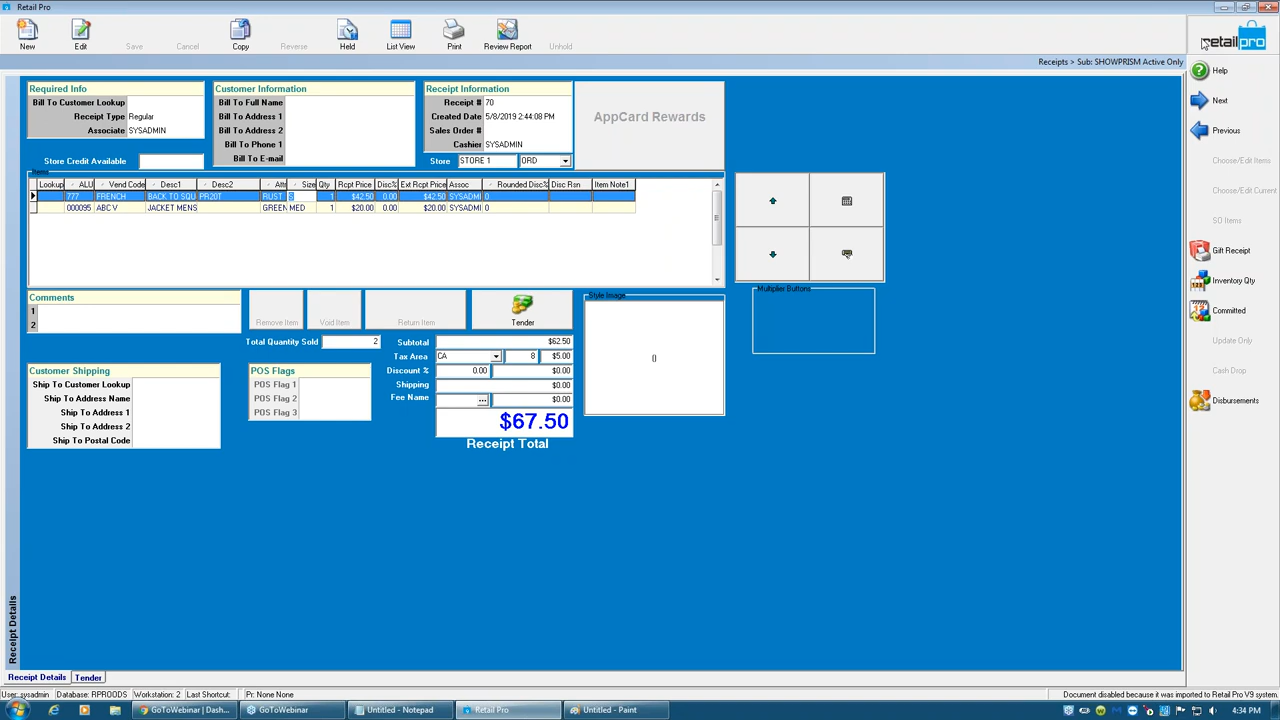 Retail Pro
New
Edit
Save
Cancel
Copy
Reverse
Held
List View
Print
Review Report
Unhold
retailpro
Receipts > Sub: SHOWPRISM Active Only
Required Info
Bill To Customer Lookup
Receipt Type Regular
Associate SYSADMIN
Store Credit Available
Customer Information
Bill To Full Name
Bill To Address 1
Bill To Address 2
Bill To Phone 1
Bill To E-mail
Receipt Information
Receipt # 70
Created Date 5/8/2019 2:44:08 PM
Sales Order #
Cashier SYSADMIN
Store STORE 1 ORD
AppCard Rewards
Items
Lookup ALU Vend Code Desc1 Desc2 Attr Size Qty Rcpt Price Disc% Ext Rcpt Price Assoc Rounded Disc% Disc Rsn Item Note1
777 FRENCH BACK TO SQU PR20T RUST S 1 $42.50 0.00 $42.50 SYSADMI 0
000095 ABC V JACKET MENS GREEN MED 1 $20.00 0.00 $20.00 SYSADMI 0
Comments
1
2
Remove Item
Void Item
Return Item
Tender
Total Quantity Sold 2
Subtotal $62.50
Tax Area CA 8 $5.00
Discount % 0.00 $0.00
Shipping $0.00
Fee Name ... $0.00
$67.50
Receipt Total
Customer Shipping
Ship To Customer Lookup
Ship To Address Name
Ship To Address 1
Ship To Address 2
Ship To Postal Code
POS Flags
POS Flag 1
POS Flag 2
POS Flag 3
Style Image
()
Multiplier Buttons
Help
Next
Previous
Choose/Edit Items
Choose/Edit Current
SO Items
Gift Receipt
Inventory Qty
Committed
Update Only
Cash Drop
Disbursements
Receipt Details
Receipt Details Tender
User: sysadmin Database: RPROODS Workstation: 2 Last Shortcut: Pr: None None Document disabled because it was imported to Retail Pro V9 system.
GoToWebinar | Dash...
GoToWebinar
Untitled - Notepad
Retail Pro
Untitled - Paint
4:34 PM